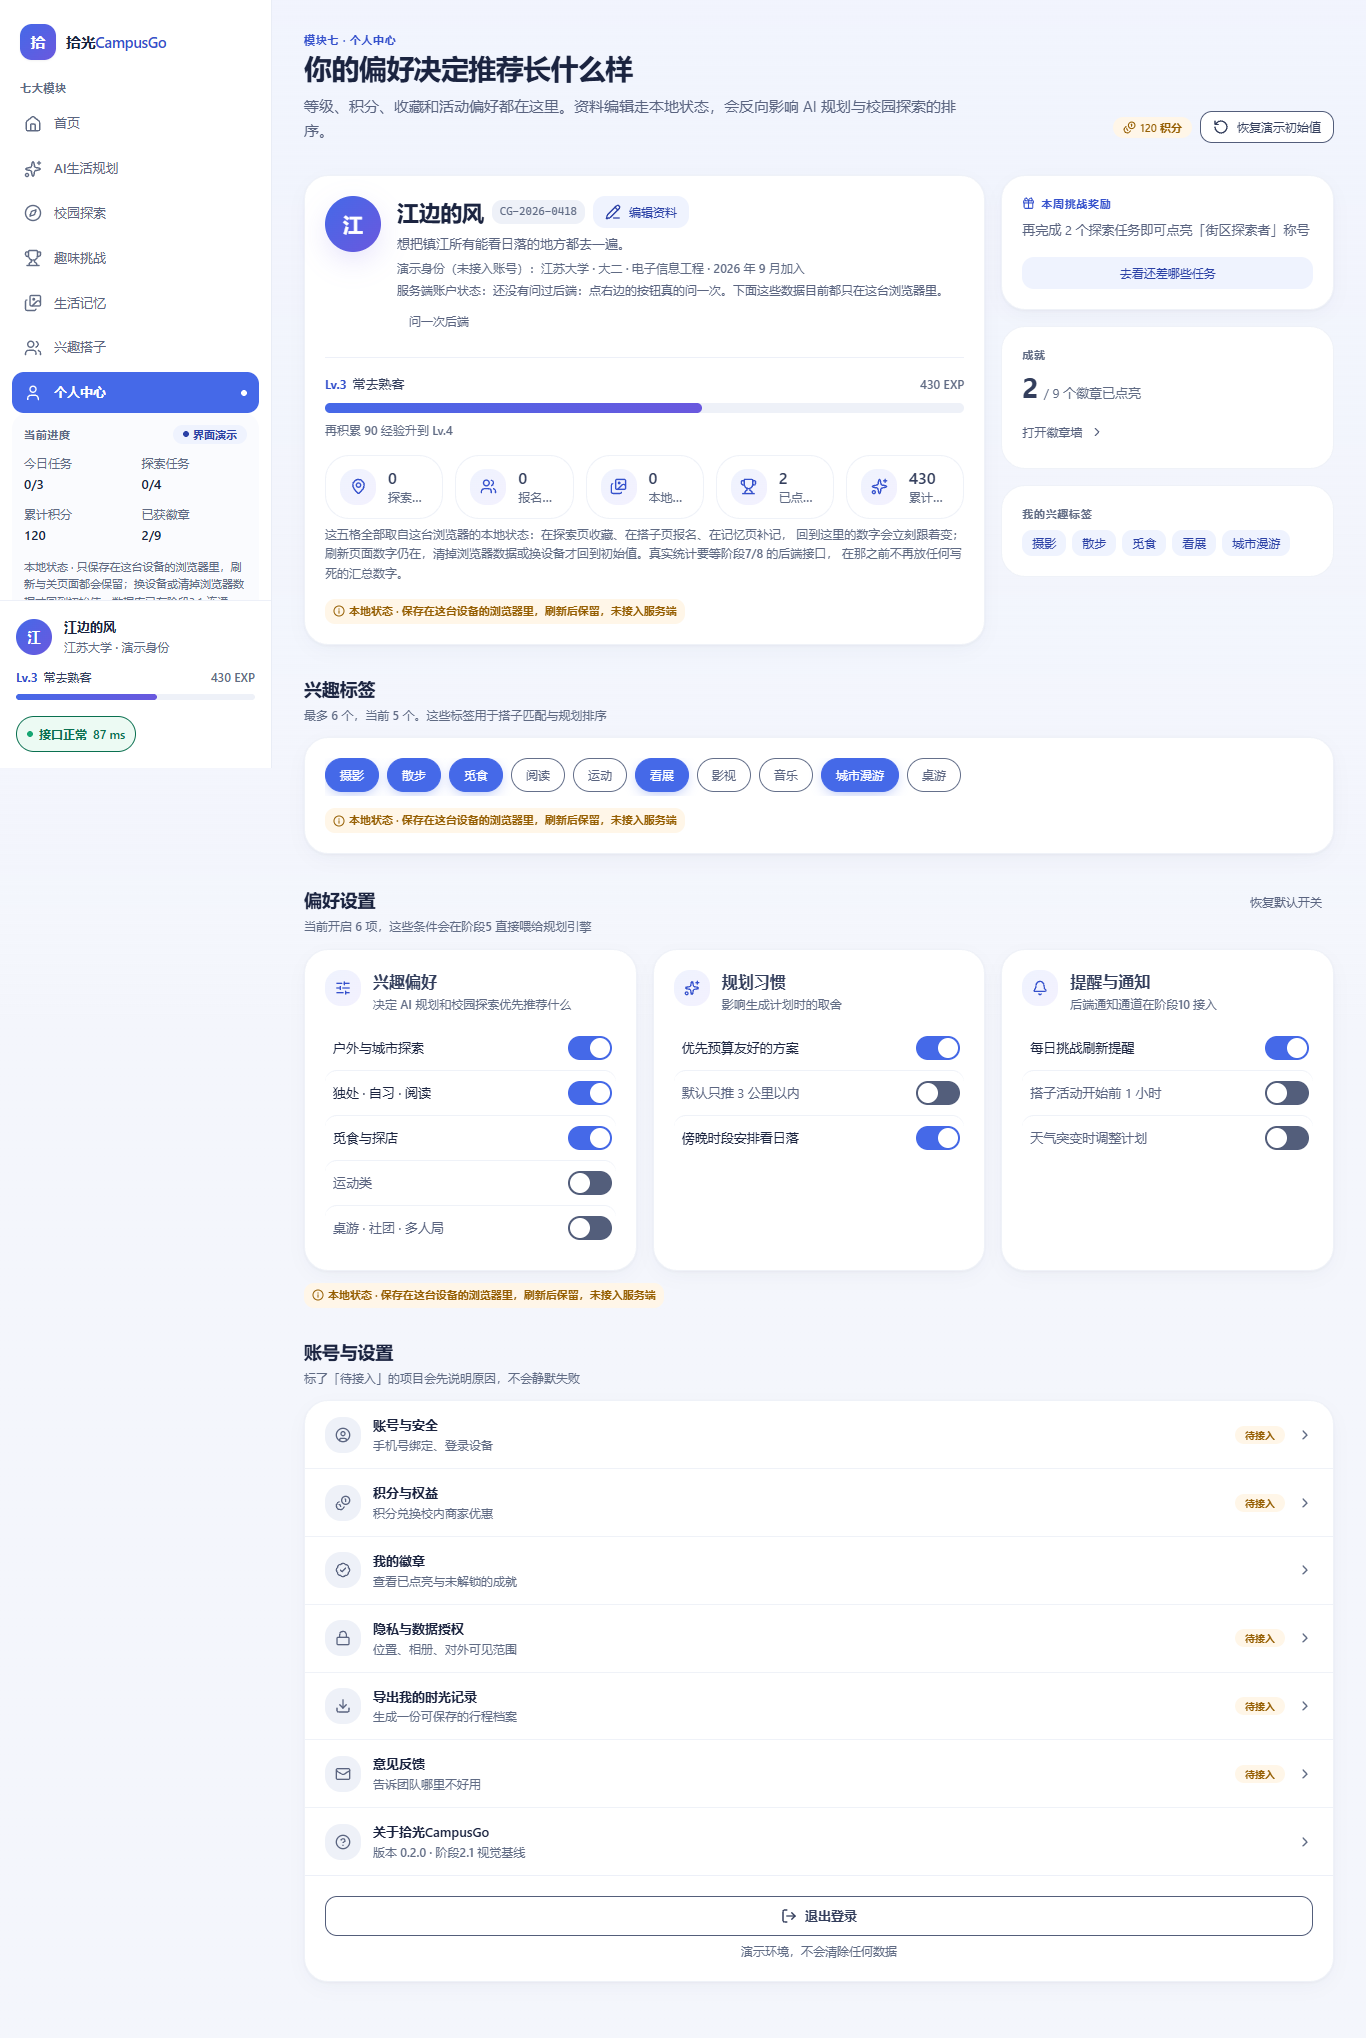 拾 拾光CampusGo
七大模块
首页
AI生活规划
校园探索
趣味挑战
生活记忆
兴趣搭子
个人中心
当前进度 界面演示
今日任务 探索任务
0/3 0/4
累计积分 已获徽章
120 2/9
本地状态 · 只保存在这台设备的浏览器里，刷
新与关页面都会保留；换设备或清掉浏览器数
江 江边的风
江苏大学 · 演示身份
Lv.3 常去熟客 430 EXP
接口正常 87 ms
模块七 · 个人中心
你的偏好决定推荐长什么样
等级、积分、收藏和活动偏好都在这里。资料编辑走本地状态，会反向影响 AI 规划与校园探索的排
序。
120 积分 恢复演示初始值
江 江边的风 CG-2026-0418 编辑资料
想把镇江所有能看日落的地方都去一遍。
演示身份（未接入账号）：江苏大学 · 大二 · 电子信息工程 · 2026 年 9 月加入
服务端账户状态：还没有问过后端：点右边的按钮真的问一次。下面这些数据目前都只在这台浏览器里。
问一次后端
Lv.3 常去熟客 430 EXP
再积累 90 经验升到 Lv.4
0 探索...
0 报名...
0 本地...
2 已点...
430 累计...
这五格全部取自这台浏览器的本地状态：在探索页收藏、在搭子页报名、在记忆页补记， 回到这里的数字会立刻跟着变；
刷新页面数字仍在，清掉浏览器数据或换设备才回到初始值。真实统计要等阶段7/8 的后端接口， 在那之前不再放任何写
死的汇总数字。
本地状态 · 保存在这台设备的浏览器里，刷新后保留，未接入服务端
本周挑战奖励
再完成 2 个探索任务即可点亮「街区探索者」称号
去看还差哪些任务
成就
2 / 9 个徽章已点亮
打开徽章墙
我的兴趣标签
摄影 散步 觅食 看展 城市漫游
兴趣标签
最多 6 个，当前 5 个。这些标签用于搭子匹配与规划排序
摄影 散步 觅食 阅读 运动 看展 影视 音乐 城市漫游 桌游
本地状态 · 保存在这台设备的浏览器里，刷新后保留，未接入服务端
偏好设置 恢复默认开关
当前开启 6 项，这些条件会在阶段5 直接喂给规划引擎
兴趣偏好
决定 AI 规划和校园探索优先推荐什么
户外与城市探索
独处 · 自习 · 阅读
觅食与探店
运动类
桌游 · 社团 · 多人局
规划习惯
影响生成计划时的取舍
优先预算友好的方案
默认只推 3 公里以内
傍晚时段安排看日落
提醒与通知
后端通知通道在阶段10 接入
每日挑战刷新提醒
搭子活动开始前 1 小时
天气突变时调整计划
本地状态 · 保存在这台设备的浏览器里，刷新后保留，未接入服务端
账号与设置
标了「待接入」的项目会先说明原因，不会静默失败
账号与安全
手机号绑定、登录设备
待接入
积分与权益
积分兑换校内商家优惠
待接入
我的徽章
查看已点亮与未解锁的成就
隐私与数据授权
位置、相册、对外可见范围
待接入
导出我的时光记录
生成一份可保存的行程档案
待接入
意见反馈
告诉团队哪里不好用
待接入
关于拾光CampusGo
版本 0.2.0 · 阶段2.1 视觉基线
退出登录
演示环境，不会清除任何数据